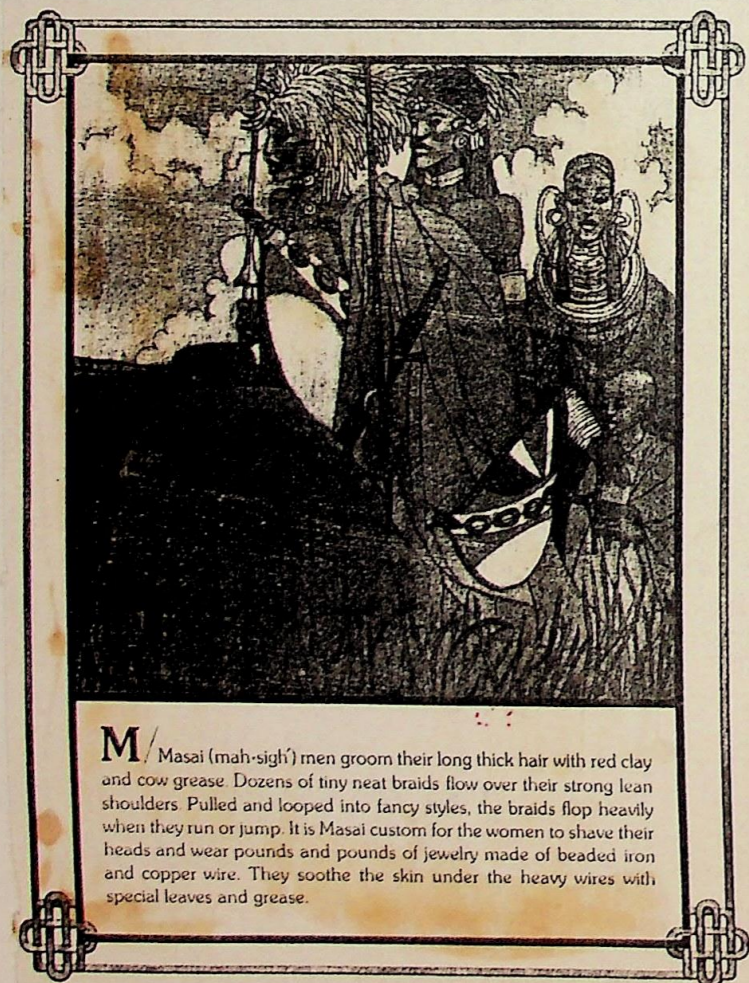 M/ Masai (mah·sigh´) men groom their long thick hair with red clay
and cow grease. Dozens of tiny neat braids flow over their strong lean
shoulders. Pulled and looped into fancy styles, the braids flop heavily
when they run or jump. It is Masai custom for the women to shave their
heads and wear pounds and pounds of jewelry made of beaded iron
and copper wire. They soothe the skin under the heavy wires with
special leaves and grease.